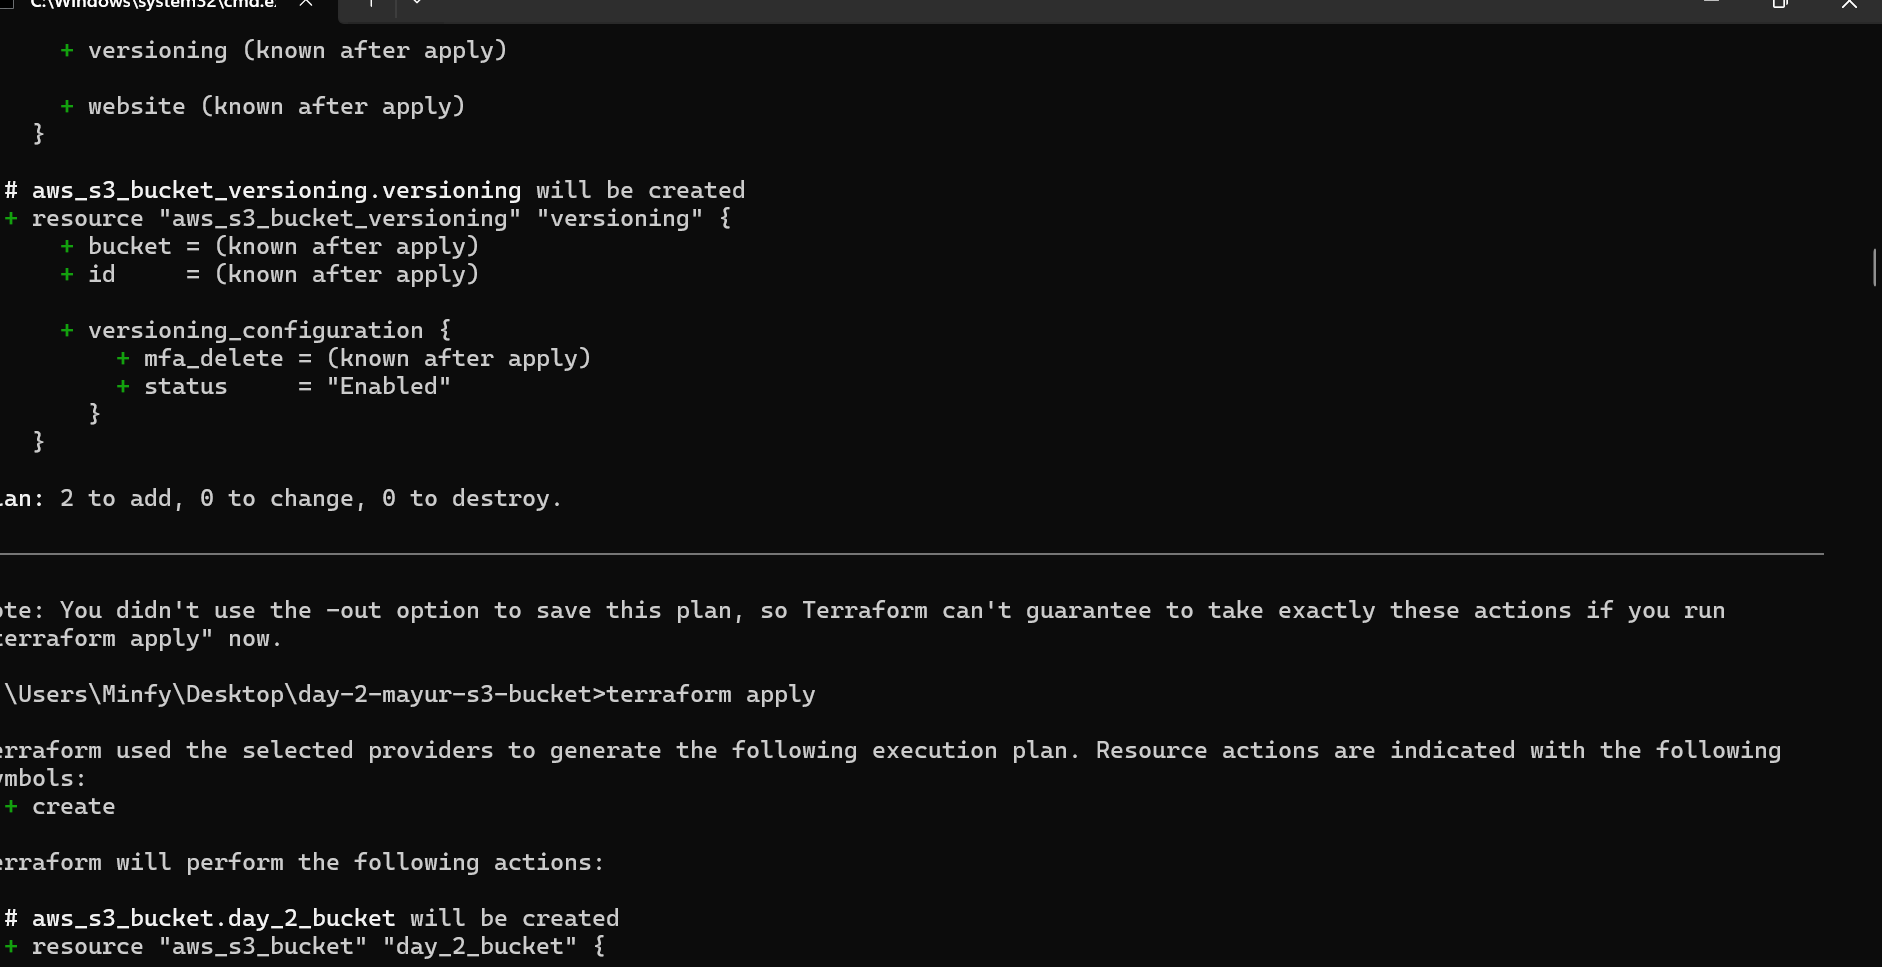 C:\Windows\system32\cmd.e
+ versioning (known after apply)
+ website (known after apply)
}
# aws_s3_bucket_versioning.versioning will be created
+ resource "aws_s3_bucket_versioning" "versioning" {
+ bucket = (known after apply)
+ id     = (known after apply)
+ versioning_configuration {
+ mfa_delete = (known after apply)
+ status     = "Enabled"
}
}
lan: 2 to add, 0 to change, 0 to destroy.
ote: You didn't use the -out option to save this plan, so Terraform can't guarantee to take exactly these actions if you run
terraform apply" now.
\Users\Minfy\Desktop\day-2-mayur-s3-bucket>terraform apply
erraform used the selected providers to generate the following execution plan. Resource actions are indicated with the following
ymbols:
+ create
erraform will perform the following actions:
# aws_s3_bucket.day_2_bucket will be created
+ resource "aws_s3_bucket" "day_2_bucket" {